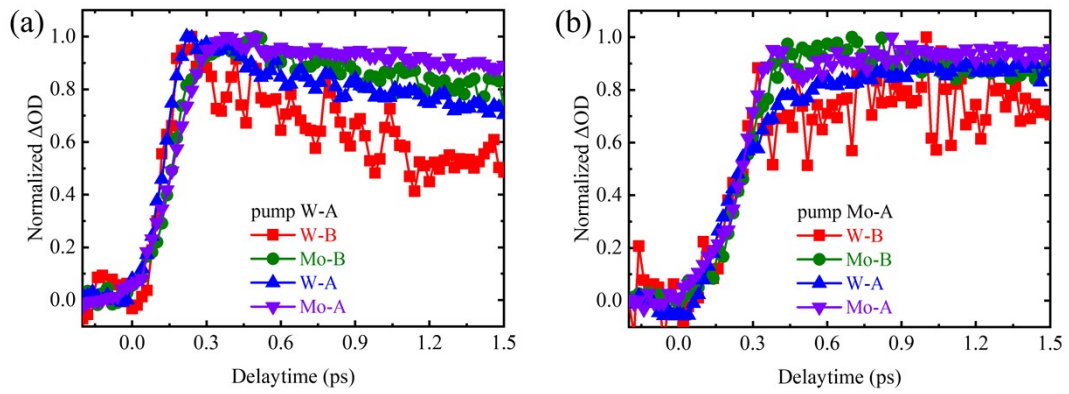 (a)
Normalized ΔOD
1.0
0.8
0.6
0.4
0.2
0.0
pump W-A
W-B
Mo-B
W-A
Mo-A
0.0 0.3 0.6 0.9 1.2 1.5
Delaytime (ps)
(b)
Normalized ΔOD
1.0
0.8
0.6
0.4
0.2
0.0
pump Mo-A
W-B
Mo-B
W-A
Mo-A
0.0 0.3 0.6 0.9 1.2 1.5
Delaytime (ps)